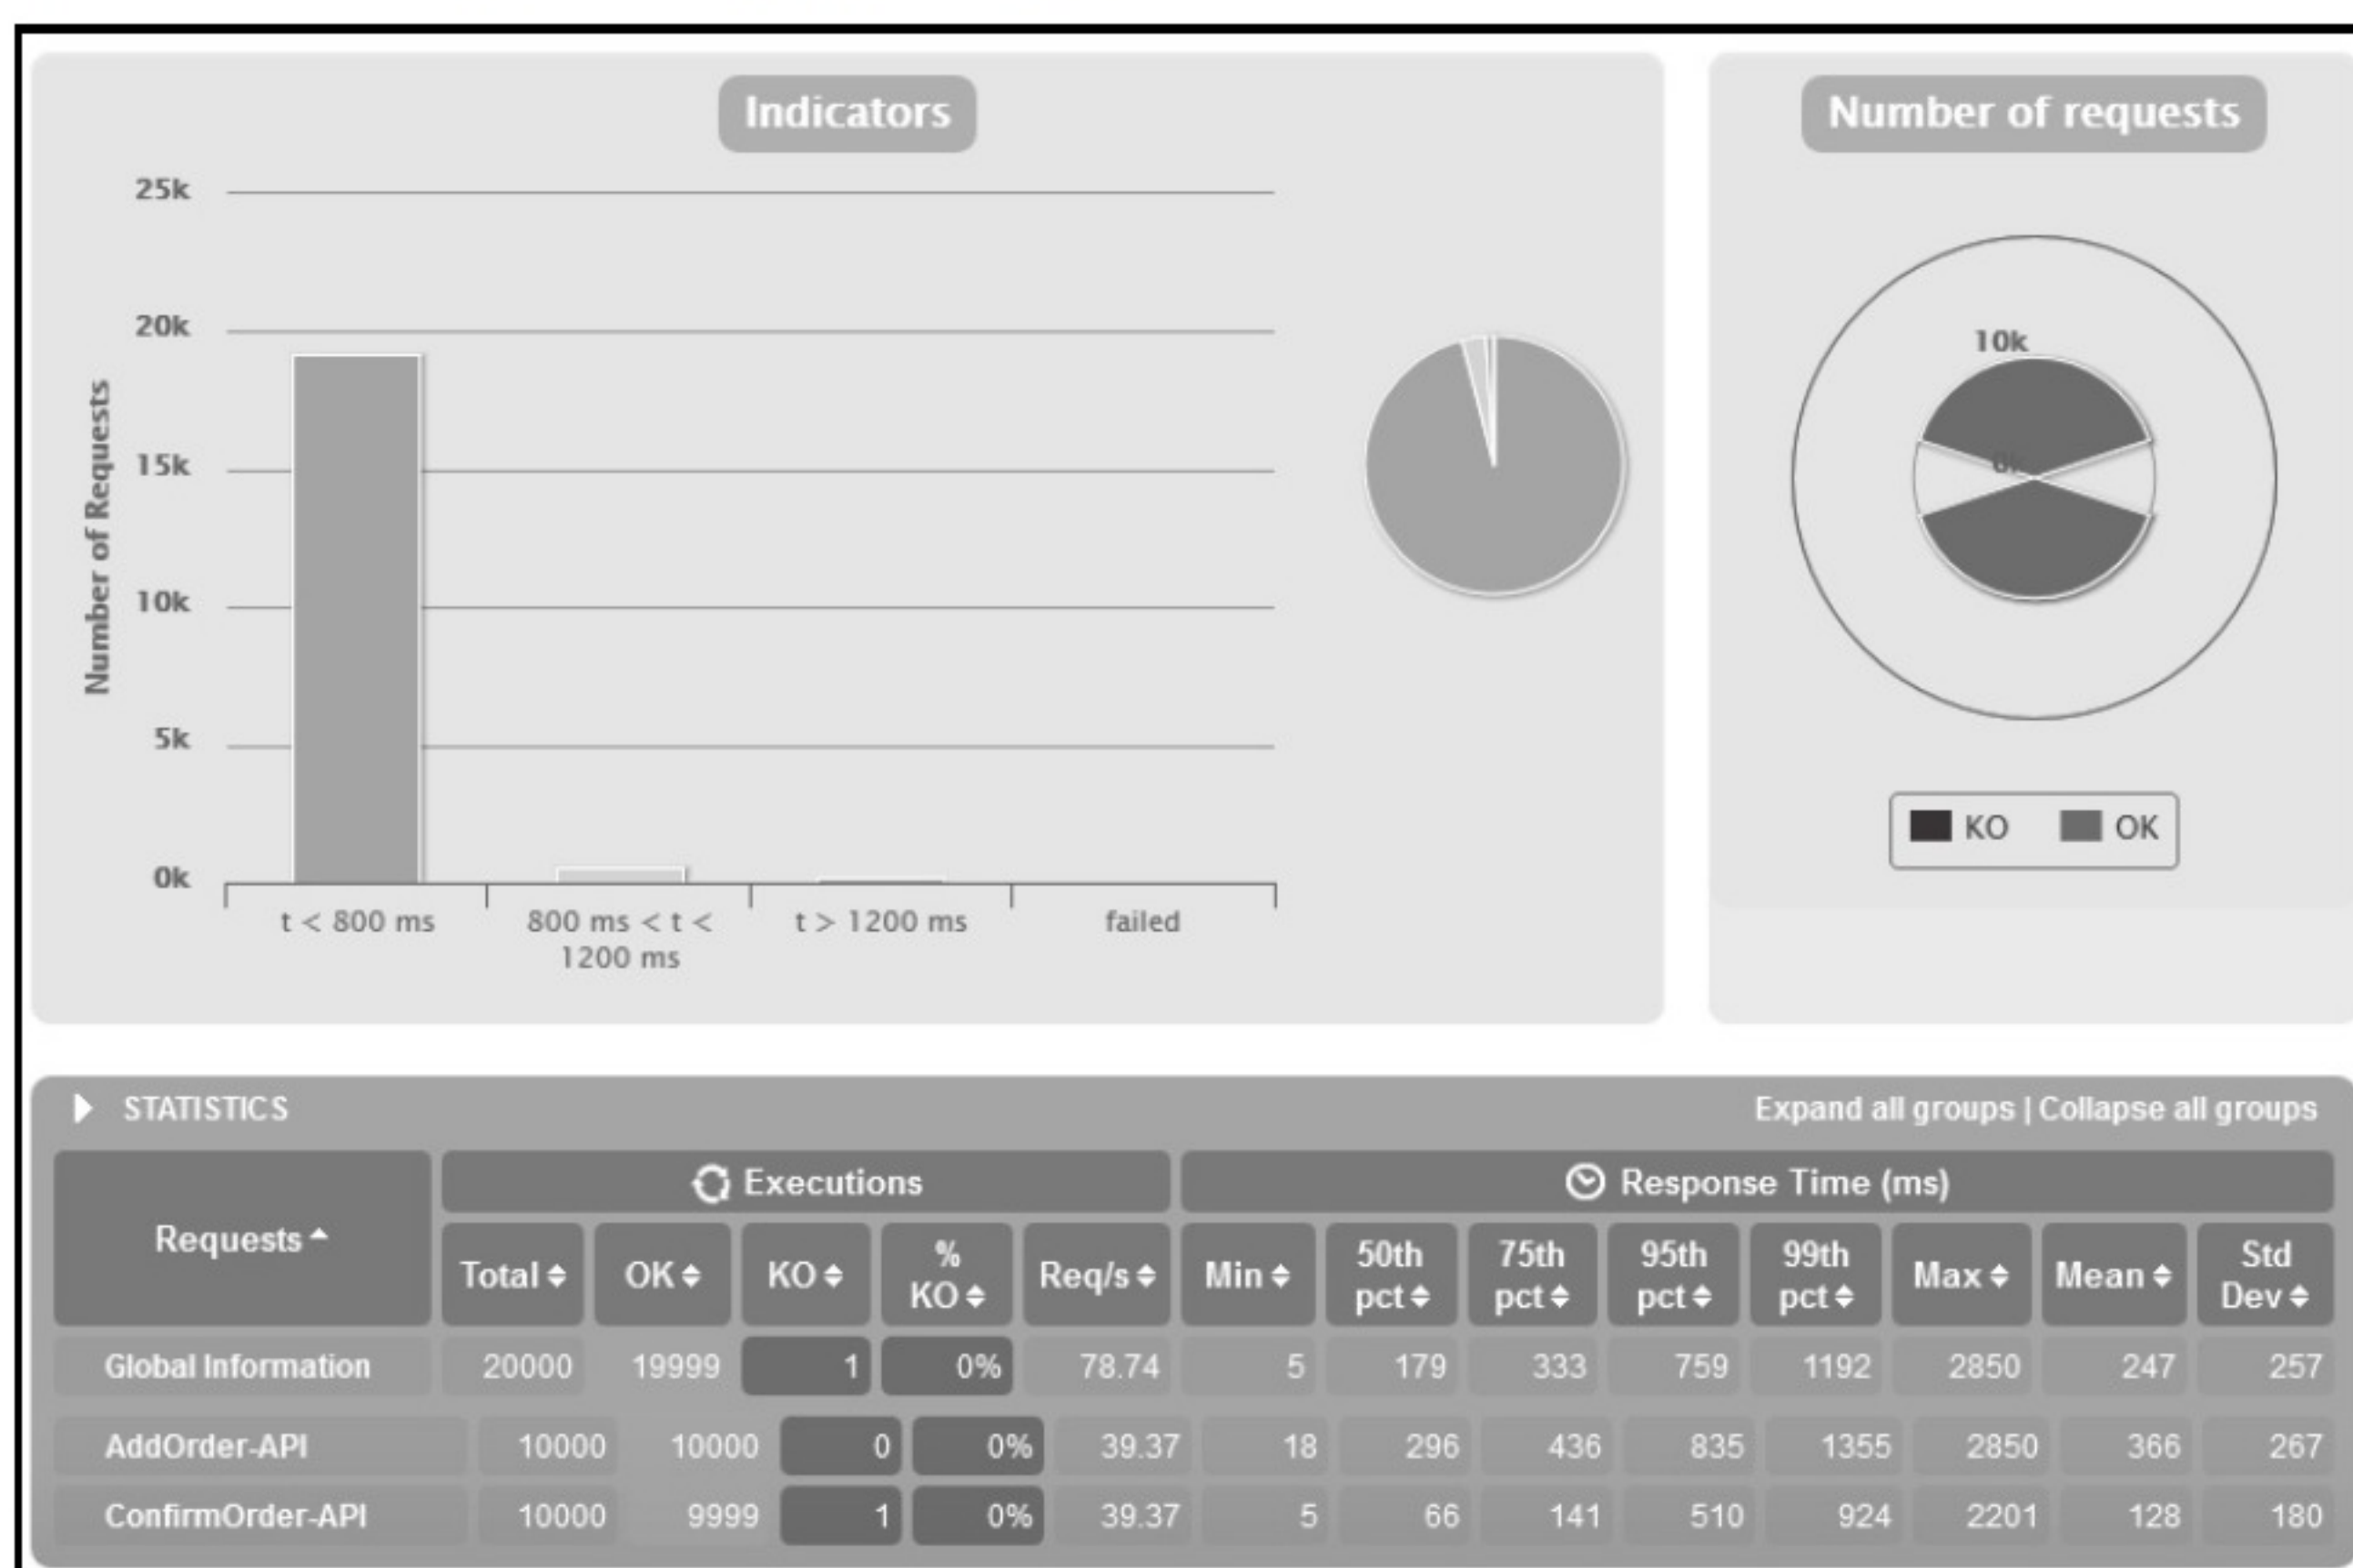 Indicators
25k
20k
15k
10k
5k
0k
Number of Requests
t < 800 ms
800 ms < t <
1200 ms
t > 1200 ms
failed
Number of requests
10k
0k
KO OK
STATISTICS Expand all groups | Collapse all groups
Requests Executions Response Time (ms)
Total OK KO % KO Req/s Min 50th pct 75th pct 95th pct 99th pct Max Mean Std Dev
Global Information 20000 19999 1 0% 78.74 5 179 333 759 1192 2850 247 257
AddOrder-API 10000 10000 0 0% 39.37 18 296 436 835 1355 2850 366 267
ConfirmOrder-API 10000 9999 1 0% 39.37 5 66 141 510 924 2201 128 180